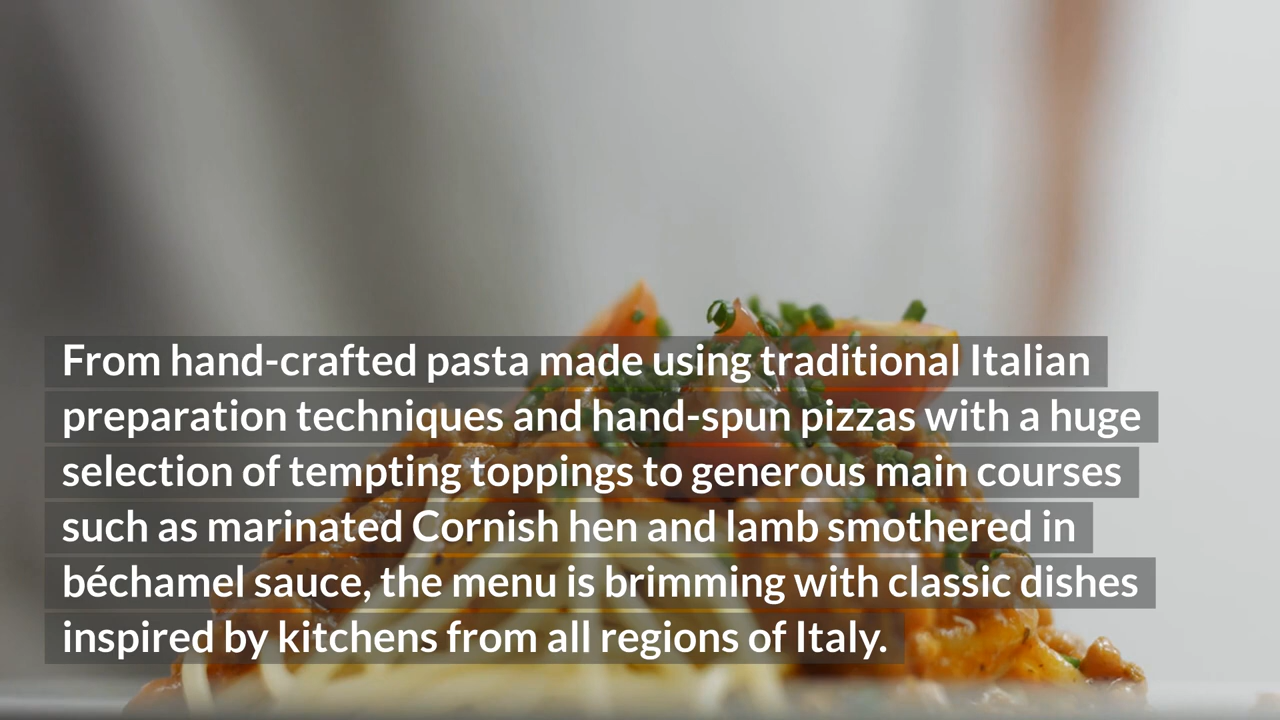 From hand-crafted pasta made using traditional Italian
preparation techniques and hand-spun pizzas with a huge
selection of tempting toppings to generous main courses
such as marinated Cornish hen and lamb smothered in
béchamel sauce, the menu is brimming with classic dishes
inspired by kitchens from all regions of Italy.